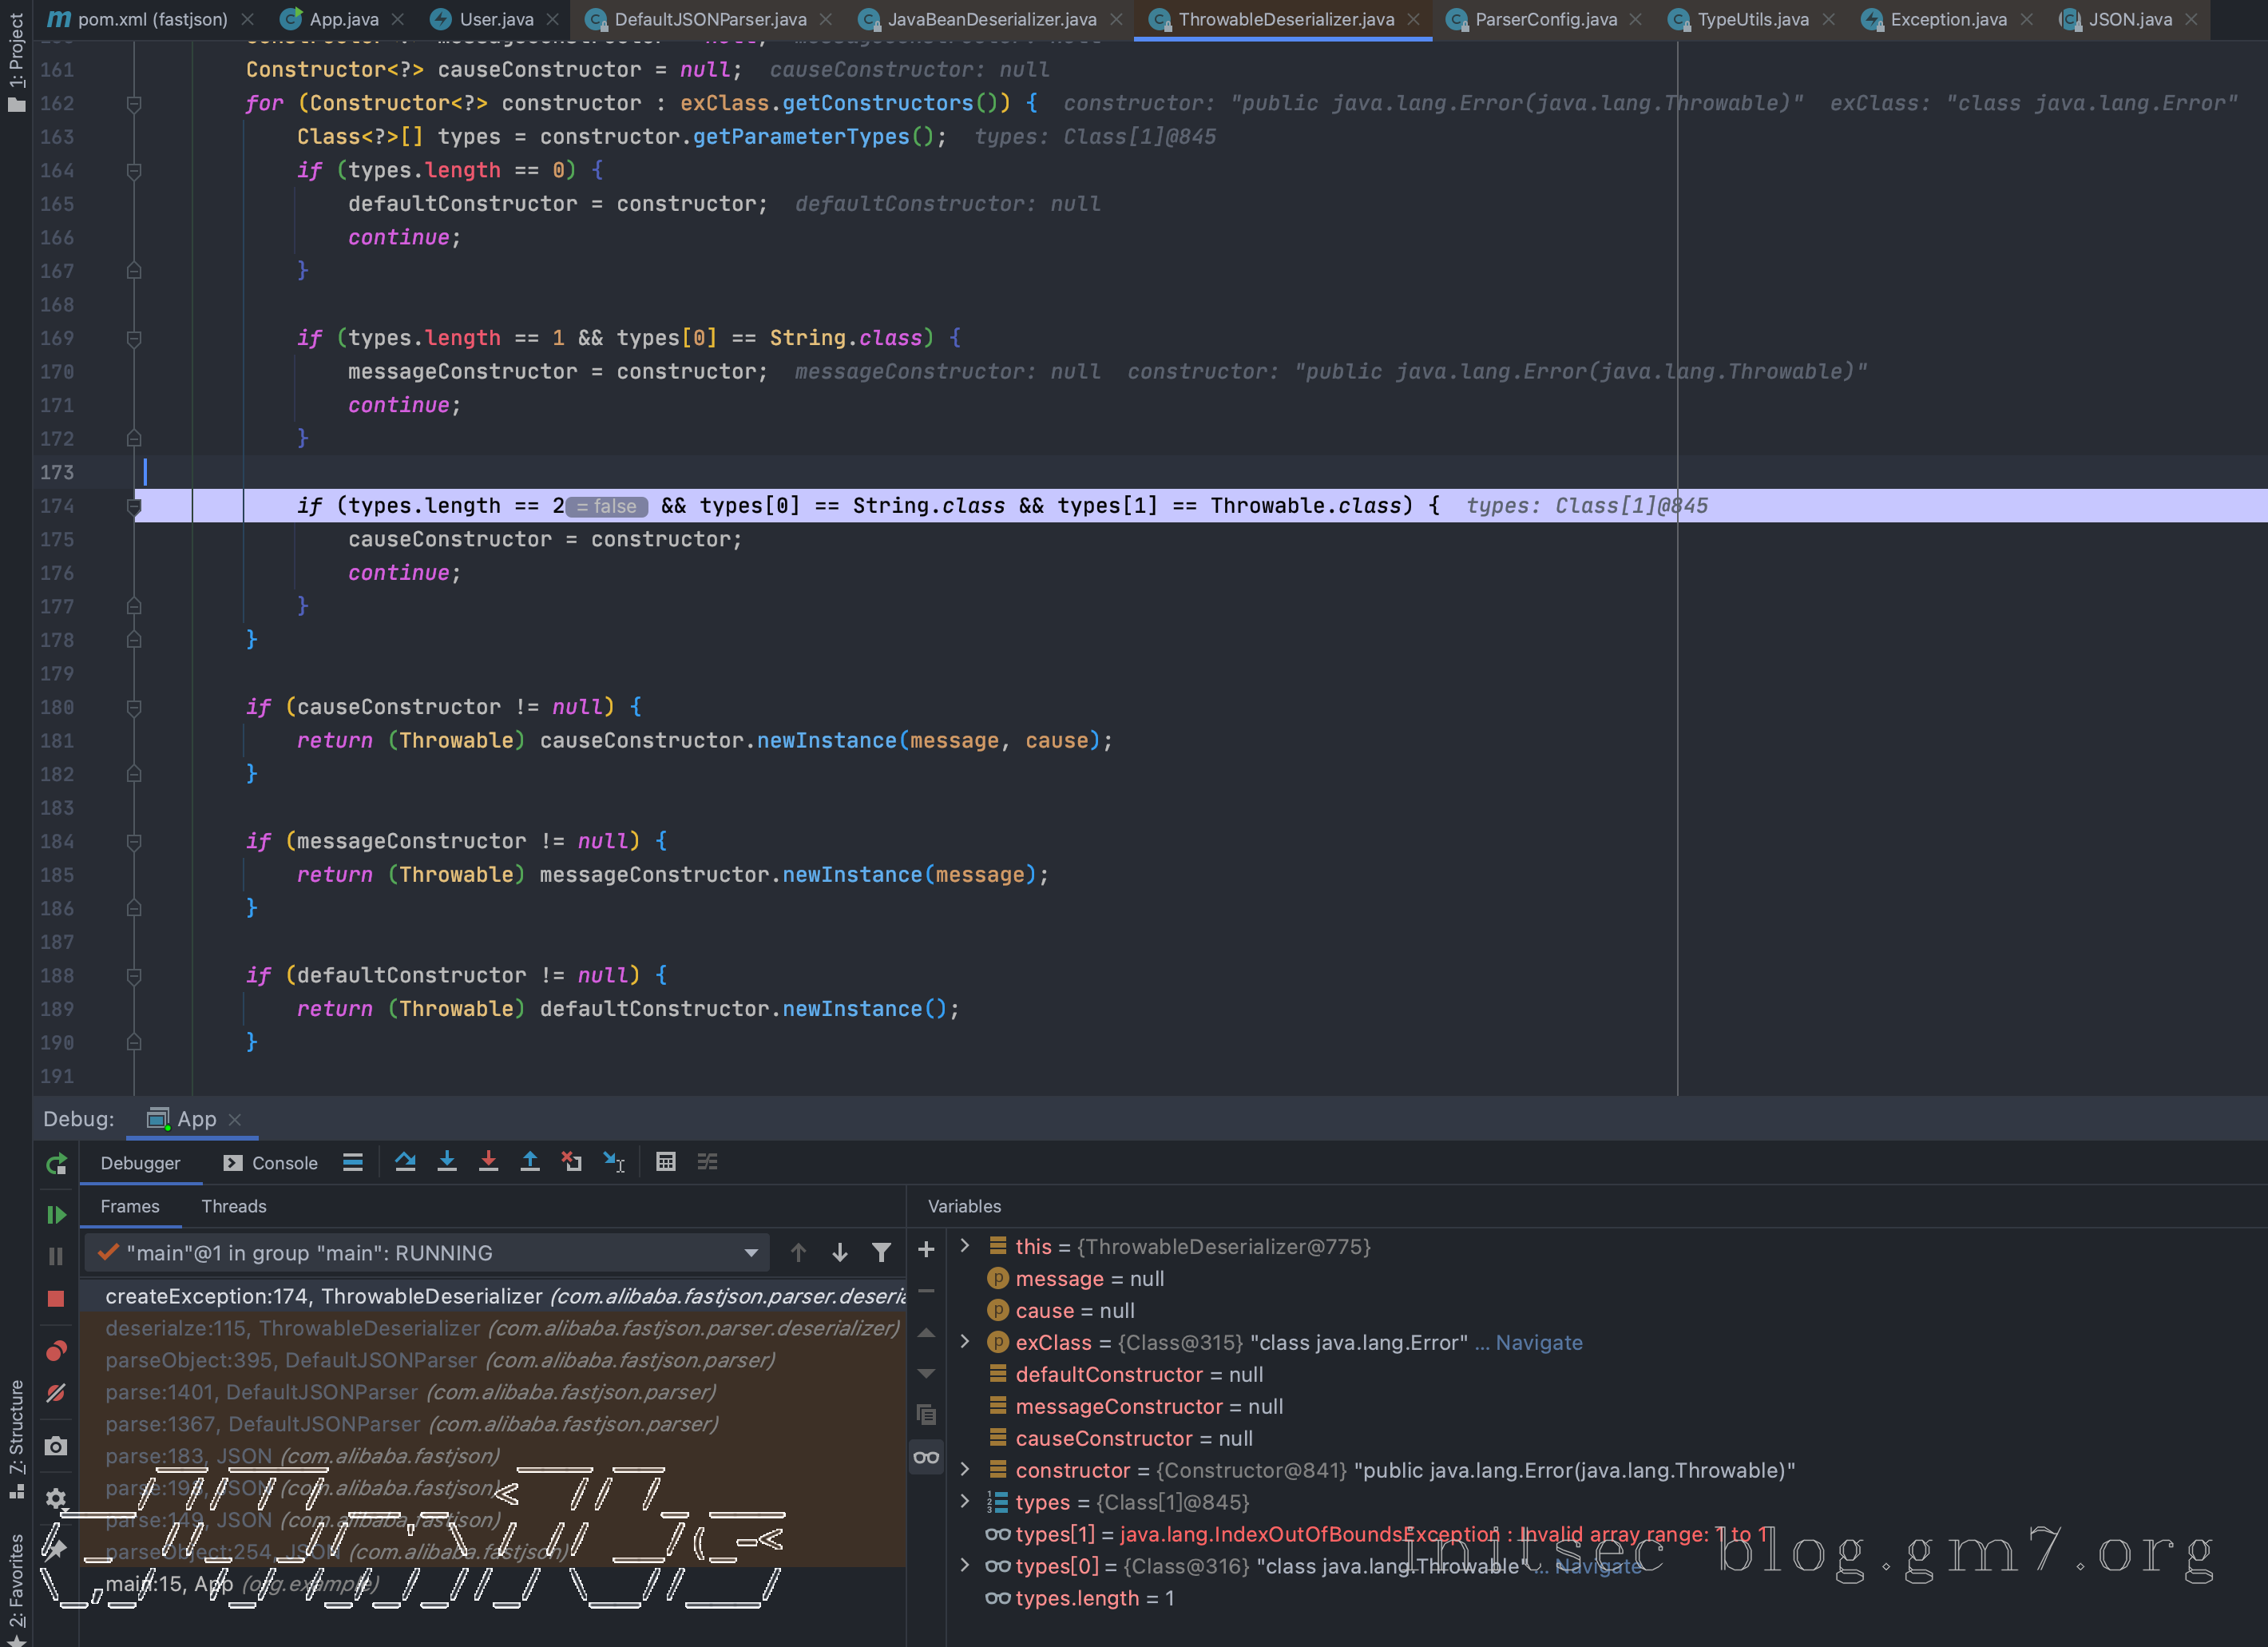 pom.xml (fastjson) App.java User.java DefaultJSONParser.java JavaBeanDeserializer.java ThrowableDeserializer.java ParserConfig.java TypeUtils.java Exception.java JSON.java
1: Project
161 Constructor<?> causeConstructor = null; causeConstructor: null
162 for (Constructor<?> constructor : exClass.getConstructors()) { constructor: "public java.lang.Error(java.lang.Throwable)" exClass: "class java.lang.Error"
163 Class<?>[] types = constructor.getParameterTypes(); types: Class[1]@845
164 if (types.length == 0) {
165 defaultConstructor = constructor; defaultConstructor: null
166 continue;
167 }
168
169 if (types.length == 1 && types[0] == String.class) {
170 messageConstructor = constructor; messageConstructor: null constructor: "public java.lang.Error(java.lang.Throwable)"
171 continue;
172 }
173
174 if (types.length == 2 = false && types[0] == String.class && types[1] == Throwable.class) { types: Class[1]@845
175 causeConstructor = constructor;
176 continue;
177 }
178 }
179
180 if (causeConstructor != null) {
181 return (Throwable) causeConstructor.newInstance(message, cause);
182 }
183
184 if (messageConstructor != null) {
185 return (Throwable) messageConstructor.newInstance(message);
186 }
187
188 if (defaultConstructor != null) {
189 return (Throwable) defaultConstructor.newInstance();
190 }
191
Debug: App
Debugger Console
Frames Threads
"main"@1 in group "main": RUNNING
createException:174, ThrowableDeserializer (com.alibaba.fastjson.parser.deseria
deserialze:115, ThrowableDeserializer (com.alibaba.fastjson.parser.deserializer)
parseObject:395, DefaultJSONParser (com.alibaba.fastjson.parser)
parse:1401, DefaultJSONParser (com.alibaba.fastjson.parser)
parse:1367, DefaultJSONParser (com.alibaba.fastjson.parser)
parse:183, JSON (com.alibaba.fastjson)
JSON (com.alibaba.fastjson)
parse:149, JSON (com.alibaba.fastjson)
parseObject:254, JSON (com.alibaba.fastjson)
main:15, App (org.example)
Variables
this = {ThrowableDeserializer@775}
message = null
cause = null
exClass = {Class@315} "class java.lang.Error" ... Navigate
defaultConstructor = null
messageConstructor = null
causeConstructor = null
constructor = {Constructor@841} "public java.lang.Error(java.lang.Throwable)"
types = {Class[1]@845}
types[1] = java.lang.IndexOutOfBoundsException : Invalid array range: 1 to 1
types[0] = {Class@316} "class java.lang.Throwable" ... Navigate
types.length = 1
7: Structure
2: Favorites
initsec blog.gm7.org